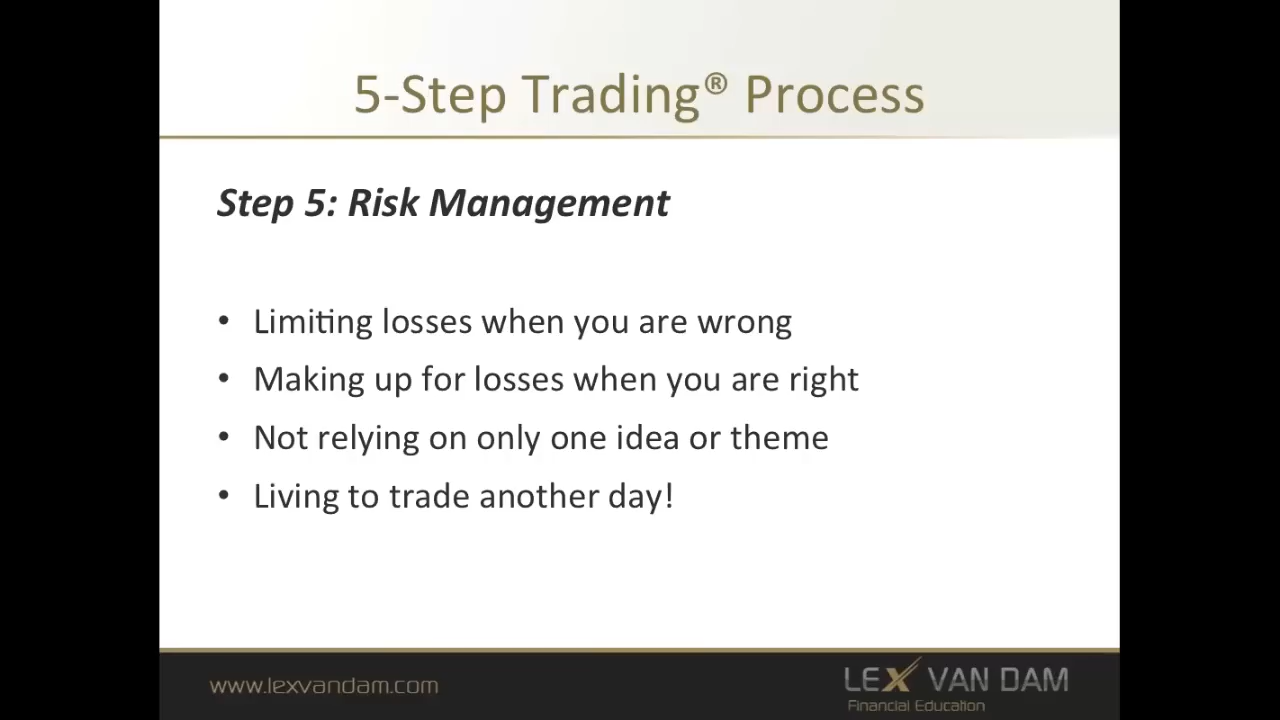 5-Step Trading® Process
Step 5: Risk Management
• Limiting losses when you are wrong
• Making up for losses when you are right
• Not relying on only one idea or theme
• Living to trade another day!
www.lexvandam.com
LEX VAN DAM
Financial Education